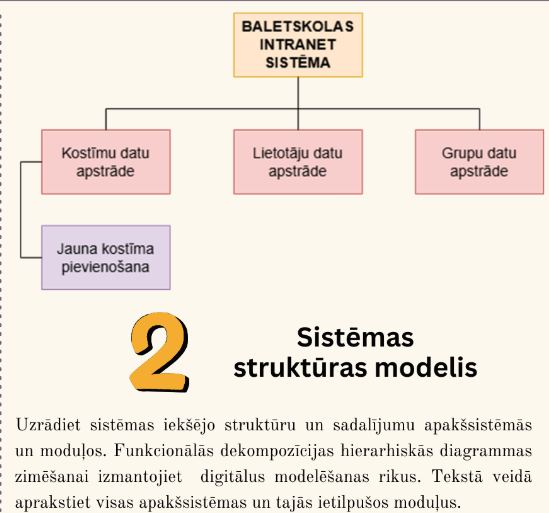 BALETSKOLAS
INTRANET
SISTĒMA
Kostīmu datu
apstrāde
Lietotāju datu
apstrāde
Grupu datu
apstrāde
Jauna kostīma
pievienošana
2
Sistēmas
struktūras modelis
Uzrādiet sistēmas iekšējo struktūru un sadalījumu apakšsistēmās
un moduļos. Funkcionālās dekompozīcijas hierarhiskās diagrammas
zīmēšanai izmantojiet digitālus modelēšanas rikus. Tekstā veidā
aprakstiet visas apakšsistēmas un tajās ietilpušos moduļus.